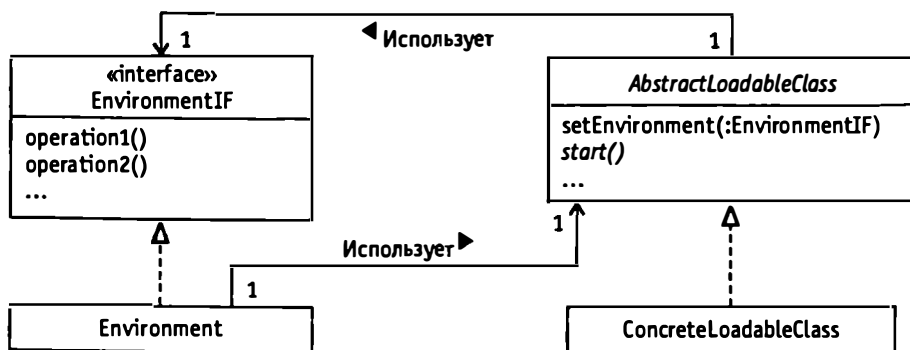 1
◄ Использует
1
«interface»
EnvironmentIF
operation1()
operation2()
...
AbstractLoadableClass
setEnvironment(:EnvironmentIF)
start()
...
Использует ►
1
1
Environment
ConcreteLoadableClass